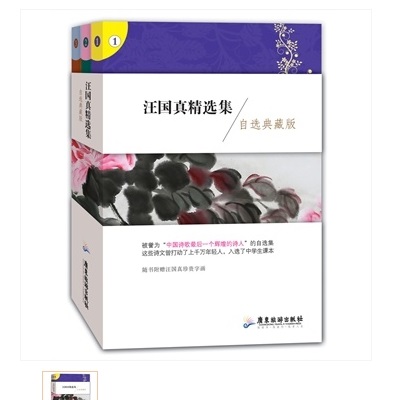 1
汪国真精选集
自选典藏版
汪国真精选集
自选典藏版
被誉为“中国诗歌最后一个辉煌的诗人”的自选集
这些诗文曾打动了上千万年轻人，入选了中学生课本
随书附赠汪国真珍贵字画
广东旅游出版社